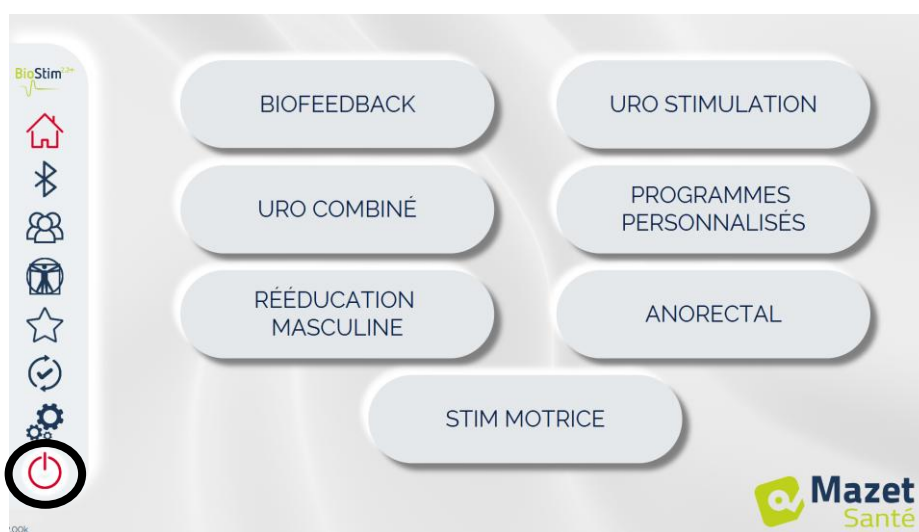 BioStim
BIOFEEDBACK
URO STIMULATION
URO COMBINÉ
PROGRAMMES
PERSONNALISÉS
RÉÉDUCATION
MASCULINE
ANORECTAL
STIM MOTRICE
Mazet
Santé